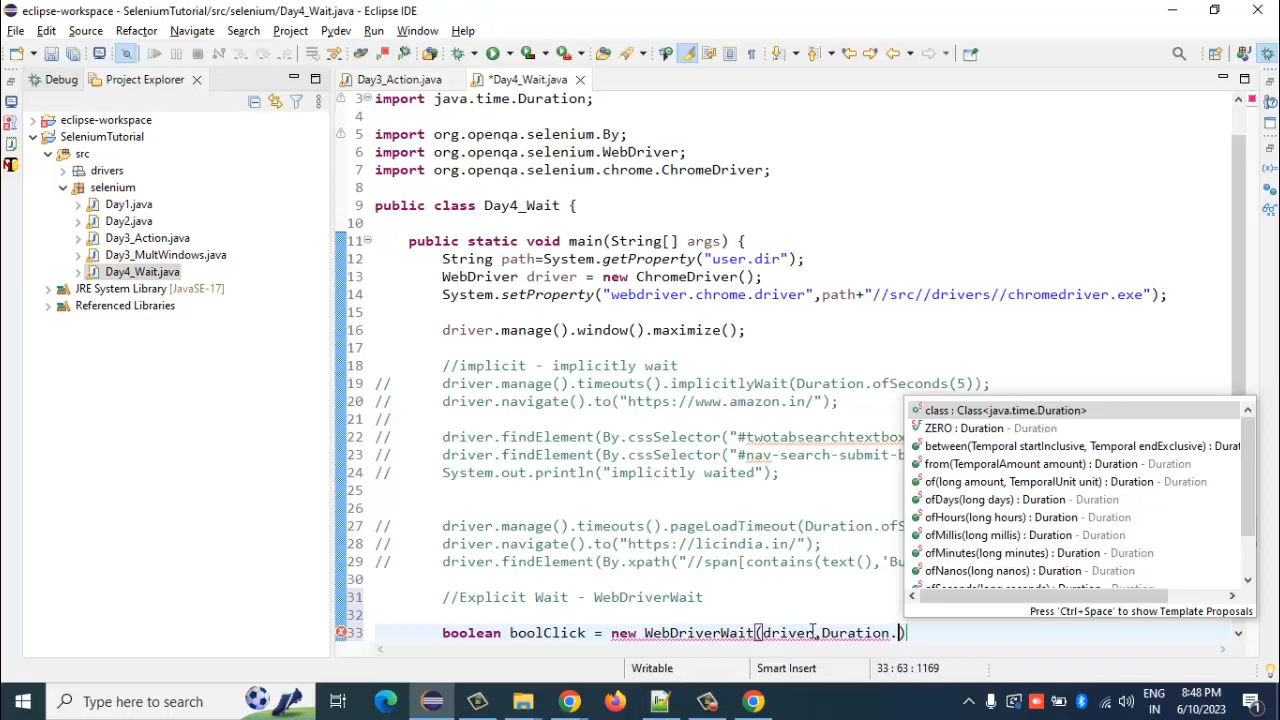 eclipse-workspace - SeleniumTutorial/src/selenium/Day4_Wait.java - Eclipse IDE
File Edit Source Refactor Navigate Search Project Pydev Run Window Help
Debug Project Explorer
Day3_Action.java *Day4_Wait.java
eclipse-workspace
SeleniumTutorial
src
drivers
selenium
Day1.java
Day2.java
Day3_Action.java
Day3_MultWindows.java
Day4_Wait.java
JRE System Library [JavaSE-17]
Referenced Libraries
3 import java.time.Duration;
4
5 import org.openqa.selenium.By;
6 import org.openqa.selenium.WebDriver;
7 import org.openqa.selenium.chrome.ChromeDriver;
8
9 public class Day4_Wait {
10
11 public static void main(String[] args) {
12 String path=System.getProperty("user.dir");
13 WebDriver driver = new ChromeDriver();
14 System.setProperty("webdriver.chrome.driver",path+"//src//drivers//chromedriver.exe");
15
16 driver.manage().window().maximize();
17
18 //implicit - implicitly wait
19 // driver.manage().timeouts().implicitlyWait(Duration.ofSeconds(5));
20 // driver.navigate().to("https://www.amazon.in/");
21 //
22 // driver.findElement(By.cssSelector("#twotabsearchtextbox
23 // driver.findElement(By.cssSelector("#nav-search-submit-b
24 // System.out.println("implicitly waited");
25
26
27 // driver.manage().timeouts().pageLoadTimeout(Duration.ofS
28 // driver.navigate().to("https://licindia.in/");
29 // driver.findElement(By.xpath("//span[contains(text(),'Bu
30
31 //Explicit Wait - WebDriverWait
32
33 boolean boolClick = new WebDriverWait(driver,Duration.)
class : Class<java.time.Duration>
ZERO : Duration - Duration
between(Temporal startInclusive, Temporal endExclusive) : Durat
from(TemporalAmount amount) : Duration - Duration
of(long amount, TemporalUnit unit) : Duration - Duration
ofDays(long days) : Duration - Duration
ofHours(long hours) : Duration - Duration
ofMillis(long millis) : Duration - Duration
ofMinutes(long minutes) : Duration - Duration
ofNanos(long nanos) : Duration - Duration
ofSeconds(long seconds) : Duration - Duration
Press 'Ctrl+Space' to show Template Proposals
Writable Smart Insert 33 : 63 : 1169
Type here to search
ENG
IN
8:48 PM
6/10/2023